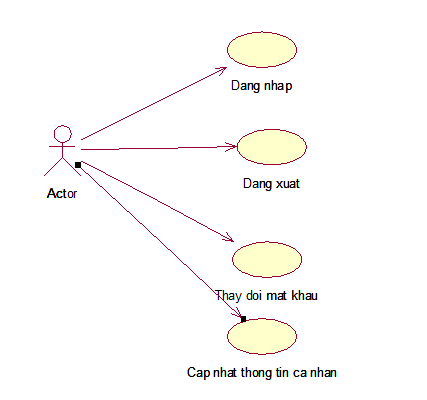 Dang nhap
Actor
Dang xuat
Thay doi mat khau
Cap nhat thong tin ca nhan